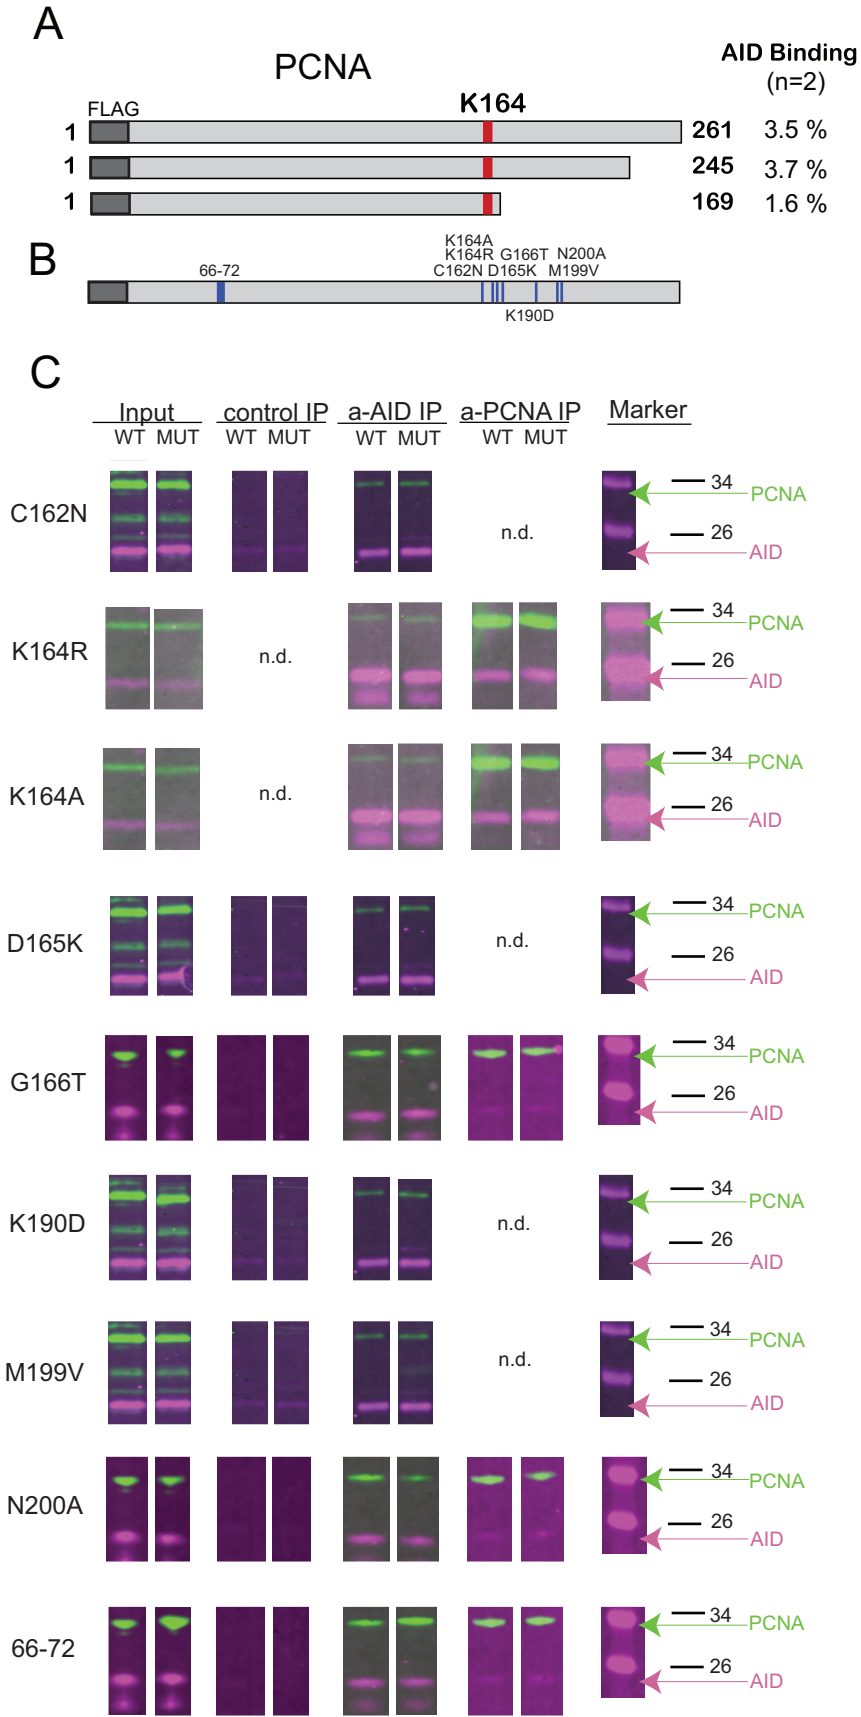 A
PCNA
AID Binding
(n=2)
FLAG
K164
1 261 3.5 %
1 245 3.7 %
1 169 1.6 %
B
K164A
K164R G166T N200A
66-72 C162N D165K M199V
K190D
C
Input control IP a-AID IP a-PCNA IP Marker
WT MUT WT MUT WT MUT WT MUT
C162N n.d. 34 PCNA
26 AID
K164R n.d. 34 PCNA
26 AID
K164A n.d. 34 PCNA
26 AID
D165K n.d. 34 PCNA
26 AID
G166T 34 PCNA
26 AID
K190D n.d. 34 PCNA
26 AID
M199V n.d. 34 PCNA
26 AID
N200A 34 PCNA
26 AID
66-72 34 PCNA
26 AID